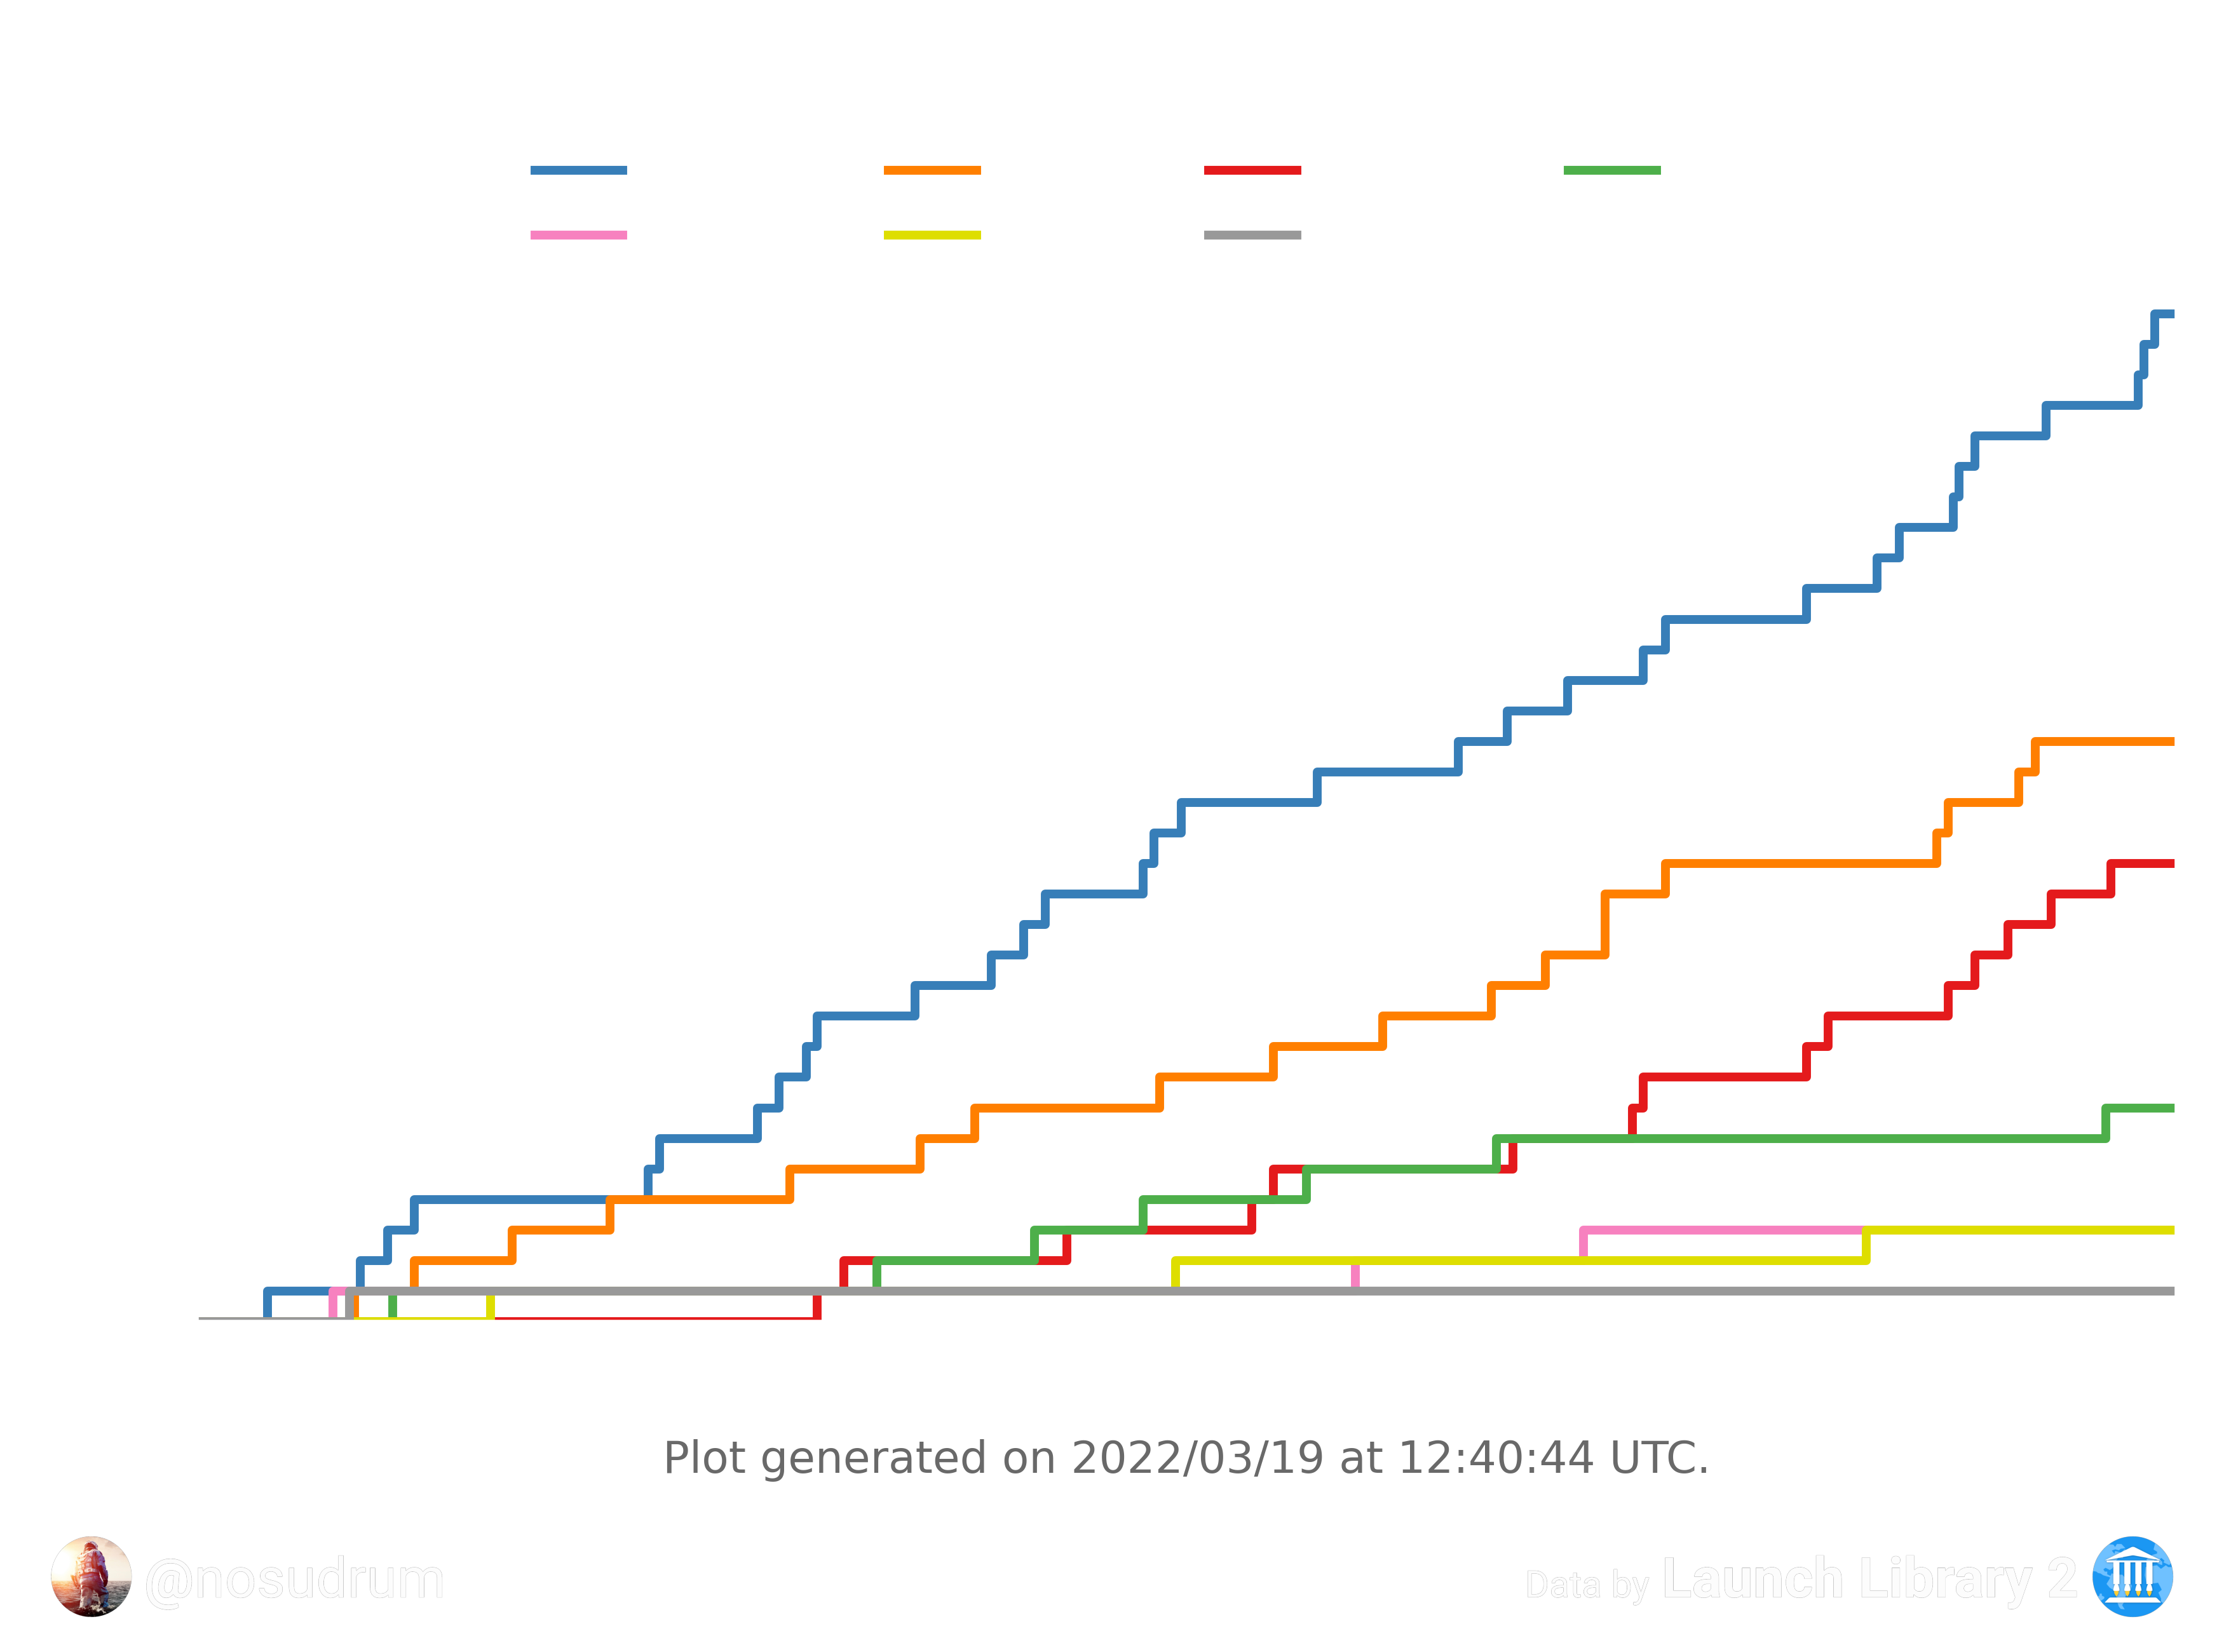 Plot generated on 2022/03/19 at 12:40:44 UTC.
@nosudrum
Data by Launch Library 2